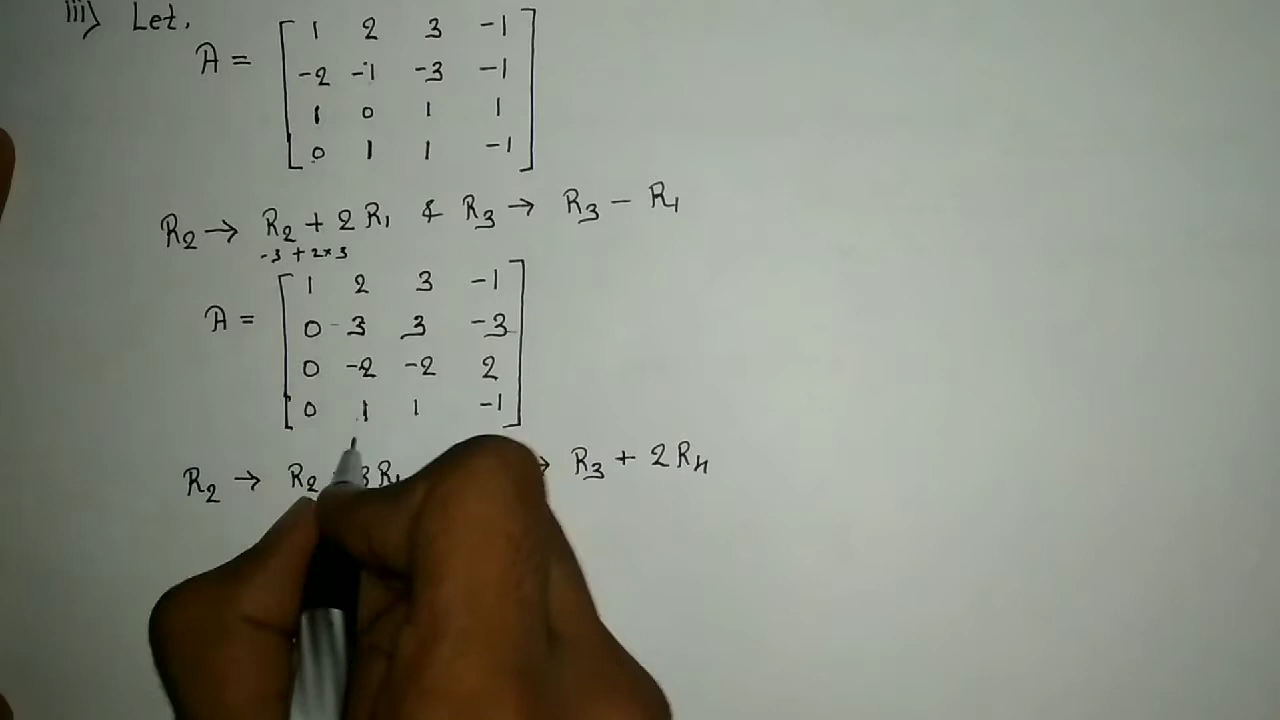 iii) Let,
A = [ 1 2 3 -1
-2 -1 -3 -1
1 0 1 1
0 1 1 -1 ]
R2 → R2 + 2R1 & R3 → R3 - R1
-3 + 2×3
A = [ 1 2 3 -1
0 3 3 -3
0 -2 -2 2
0 1 1 -1 ]
R2 → R2 3R → R3 + 2R4